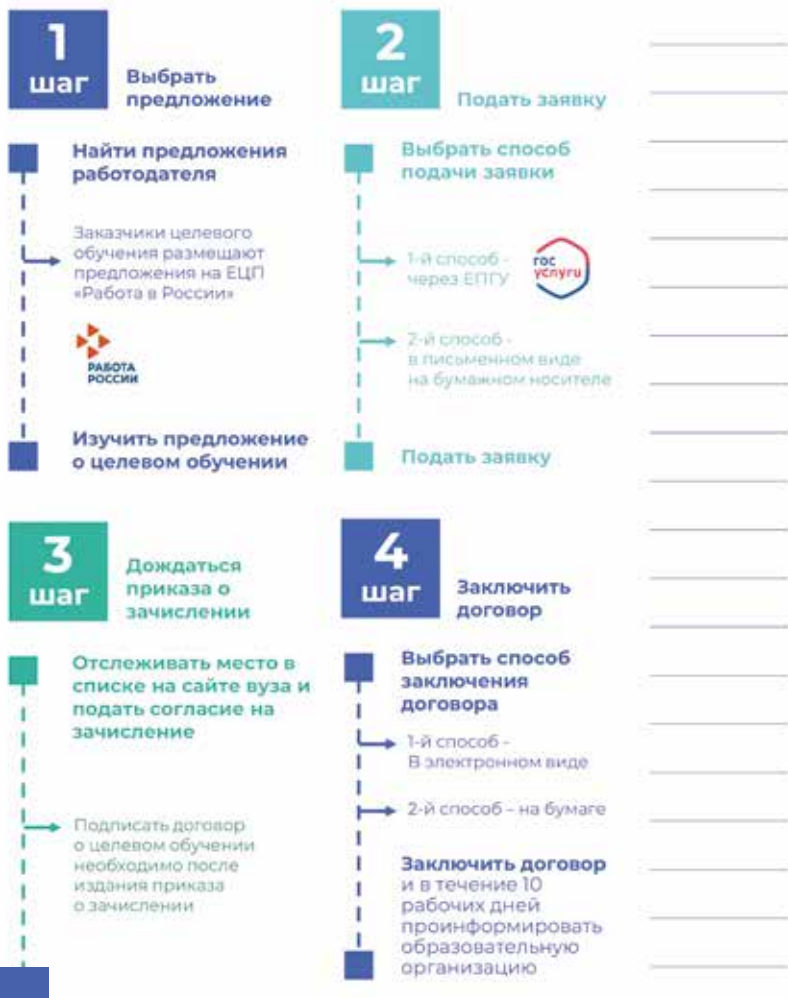 1
шаг
Выбрать
предложение
Найти предложения
работодателя
Заказчики целевого
обучения размещают
предложения на ЕЦП
«Работа в России»
РАБОТА
РОССИИ
Изучить предложение
о целевом обучении
2
шаг
Подать заявку
Выбрать способ
подачи заявки
1-й способ -
через ЕПГУ
гос
услуги
2-й способ -
в письменном виде
на бумажном носителе
Подать заявку
3
шаг
Дождаться
приказа о
зачислении
Отслеживать место в
списке на сайте вуза и
подать согласие на
зачисление
Подписать договор
о целевом обучении
необходимо после
издания приказа
о зачислении
4
шаг
Заключить
договор
Выбрать способ
заключения
договора
1-й способ -
В электронном виде
2-й способ - на бумаге
Заключить договор
и в течение 10
рабочих дней
проинформировать
образовательную
организацию